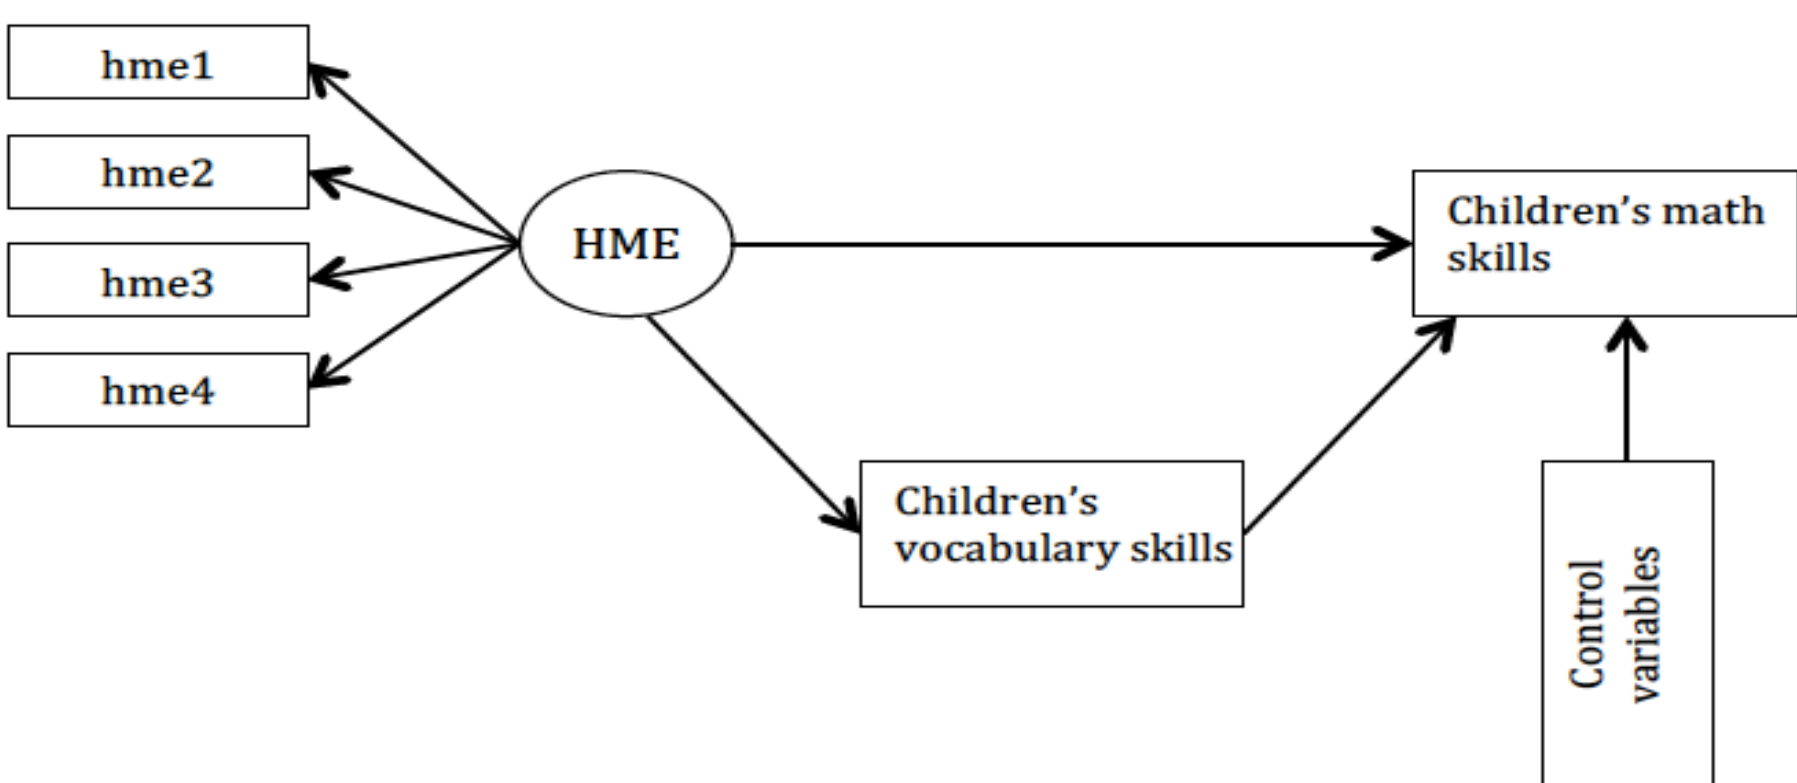 hme1
hme2
hme3
hme4
HME
Children’s math
skills
Children’s
vocabulary skills
Control
variables